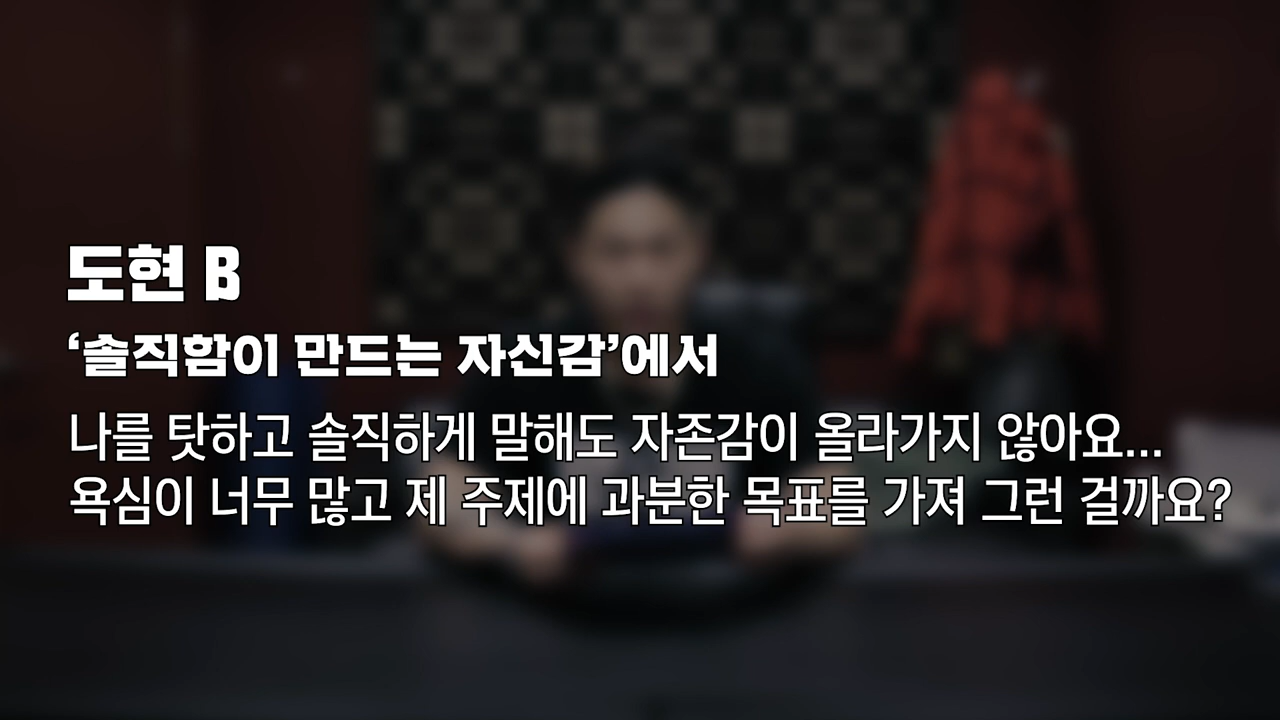 도현 B
‘솔직함이 만드는 자신감’에서
나를 탓하고 솔직하게 말해도 자존감이 올라가지 않아요...
욕심이 너무 많고 제 주제에 과분한 목표를 가져 그런 걸까요?